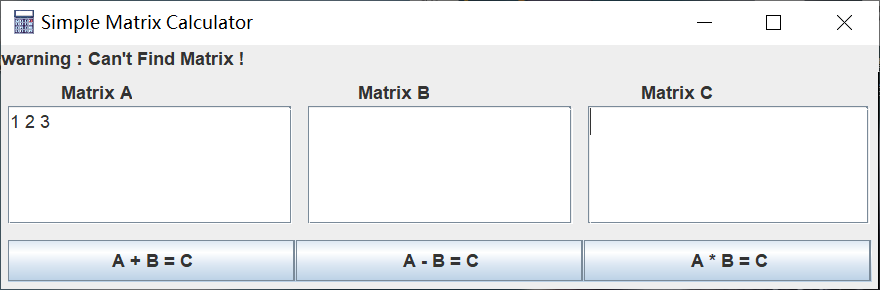 Simple Matrix Calculator
warning : Can't Find Matrix !
Matrix A Matrix B Matrix C
1 2 3
A + B = C A - B = C A * B = C